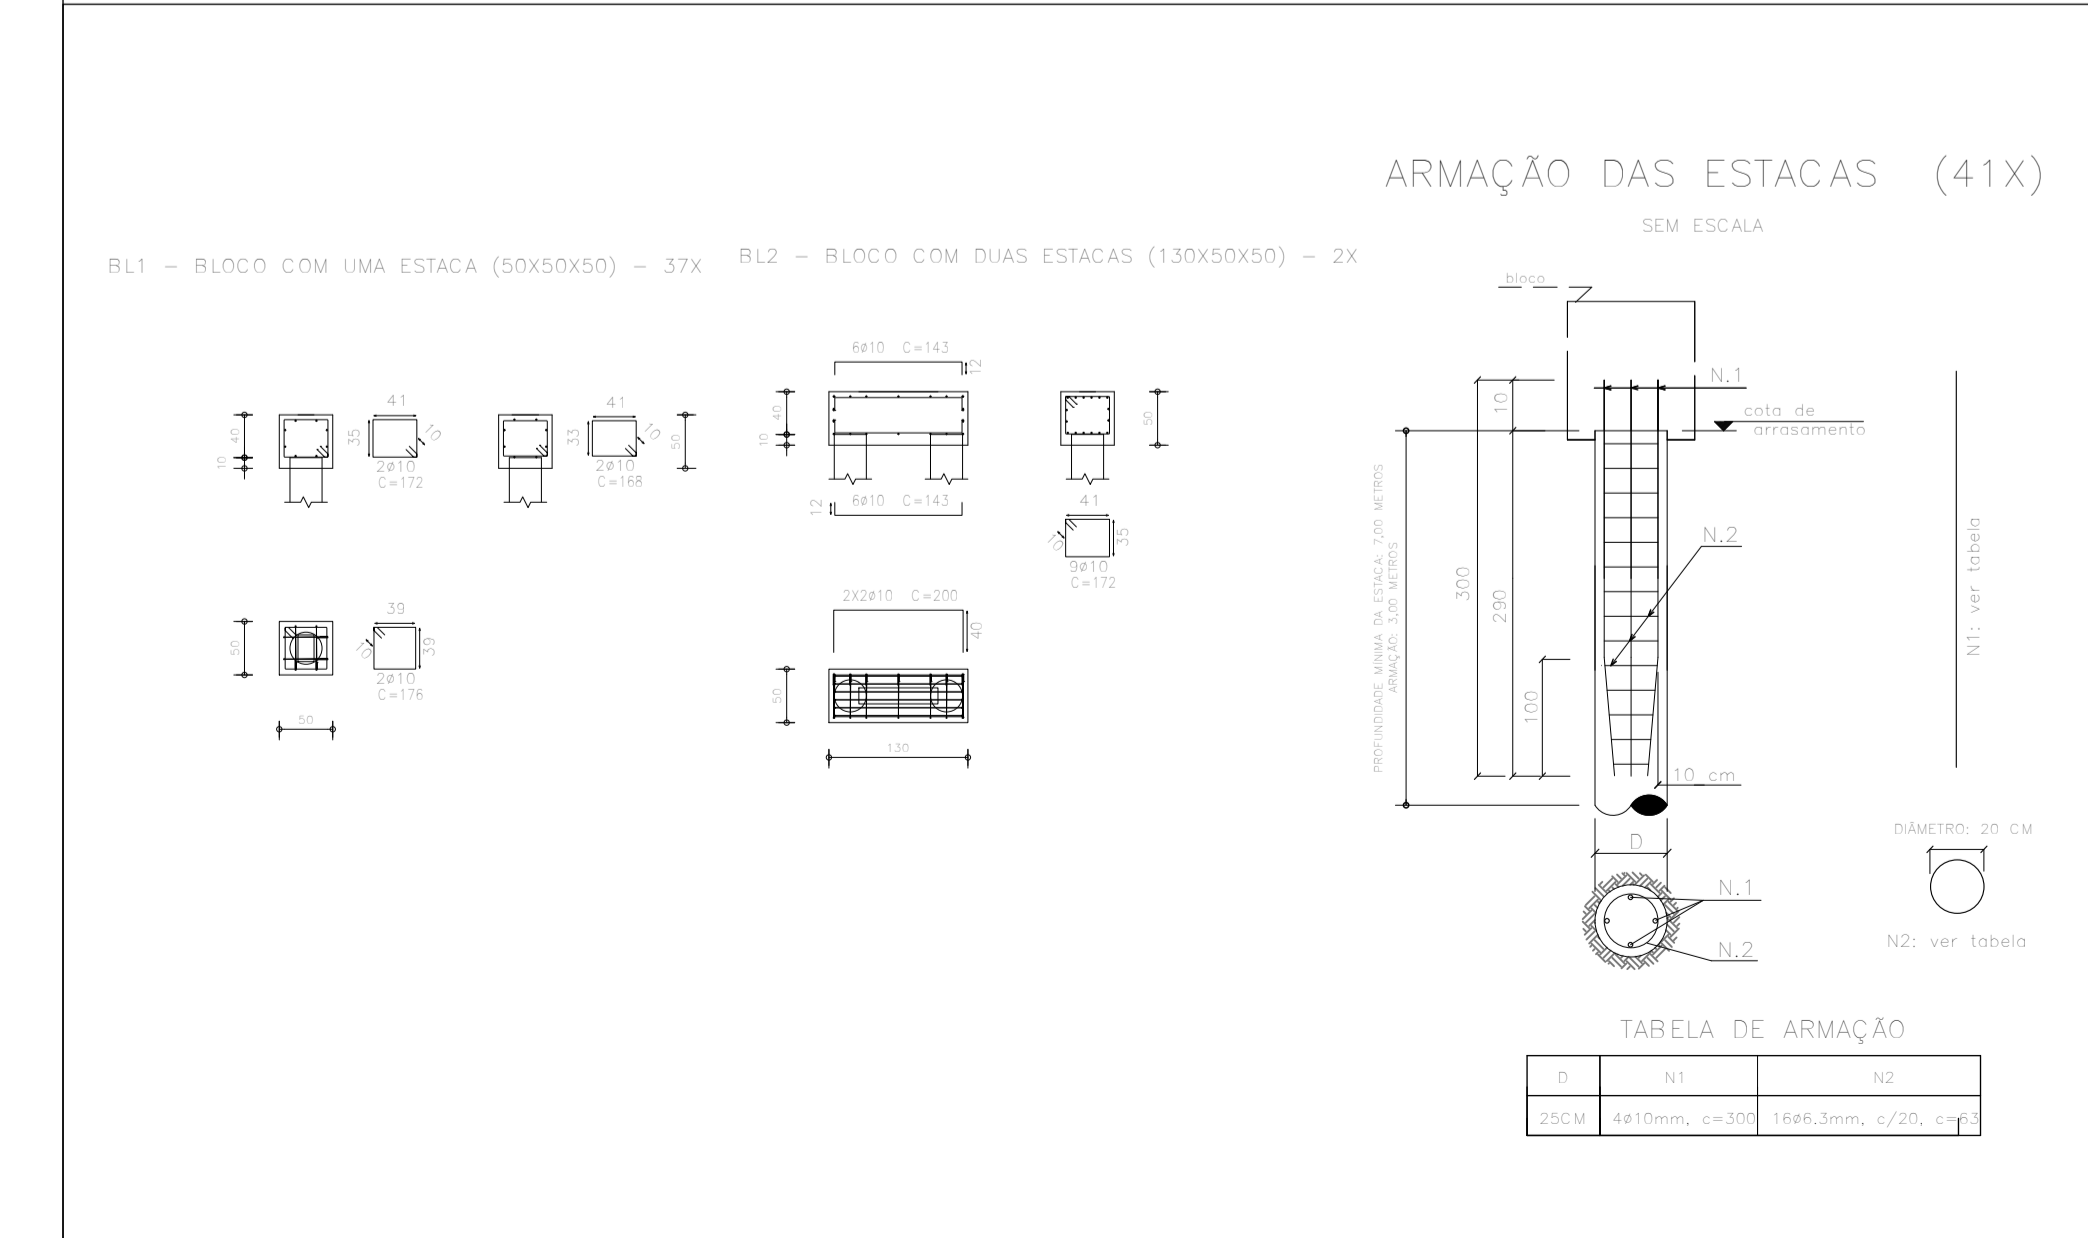 ARMAÇÃO DAS ESTACAS (41X)
SEM ESCALA
BL1 - BLOCO COM UMA ESTACA (50X50X50) - 37X
41
35
10
2ø10
C=172
40
10
41
33
10
2ø10
C=168
50
39
39
10
2ø10
C=176
50
50
BL2 - BLOCO COM DUAS ESTACAS (130X50X50) - 2X
6ø10 C=143
12
40
10
50
12
6ø10 C=143
41
35
10
9ø10
C=172
2X2ø10 C=200
40
50
130
bloco
N.1
10
cota de
arrasamento
PROFUNDIDADE MÍNIMA DA ESTACA: 7,00 METROS
ARMAÇÃO: 3,00 METROS
300
290
N.2
100
10 cm
N1: ver tabela
D
N.1
N.2
DIÂMETRO: 20 CM
N2: ver tabela
TABELA DE ARMAÇÃO
D N1 N2
25CM 4ø10mm, c=300 16ø6.3mm, c/20, c=63